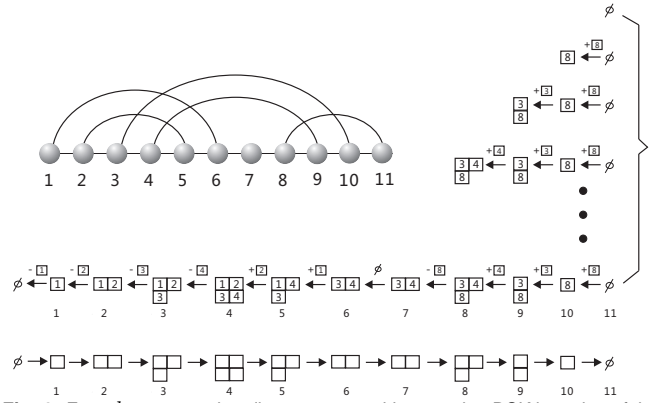 ∅
+ 8
8 ∅
+ 3 + 8
3 8 ∅
8
1 2 3 4 5 6 7 8 9 10 11
+ 4 + 3 + 8
3 4 3 8 ∅
8 8
- 1 - 2 - 3 - 4 + 2 + 1 ∅ - 8 + 4 + 3 + 8
∅ 1 1 2 1 2 1 2 1 4 3 4 3 4 3 4 3 8 ∅
3 3 4 3 8 8
1 2 3 4 5 6 7 8 9 10 11
∅ ∅
1 2 3 4 5 6 7 8 9 10 11